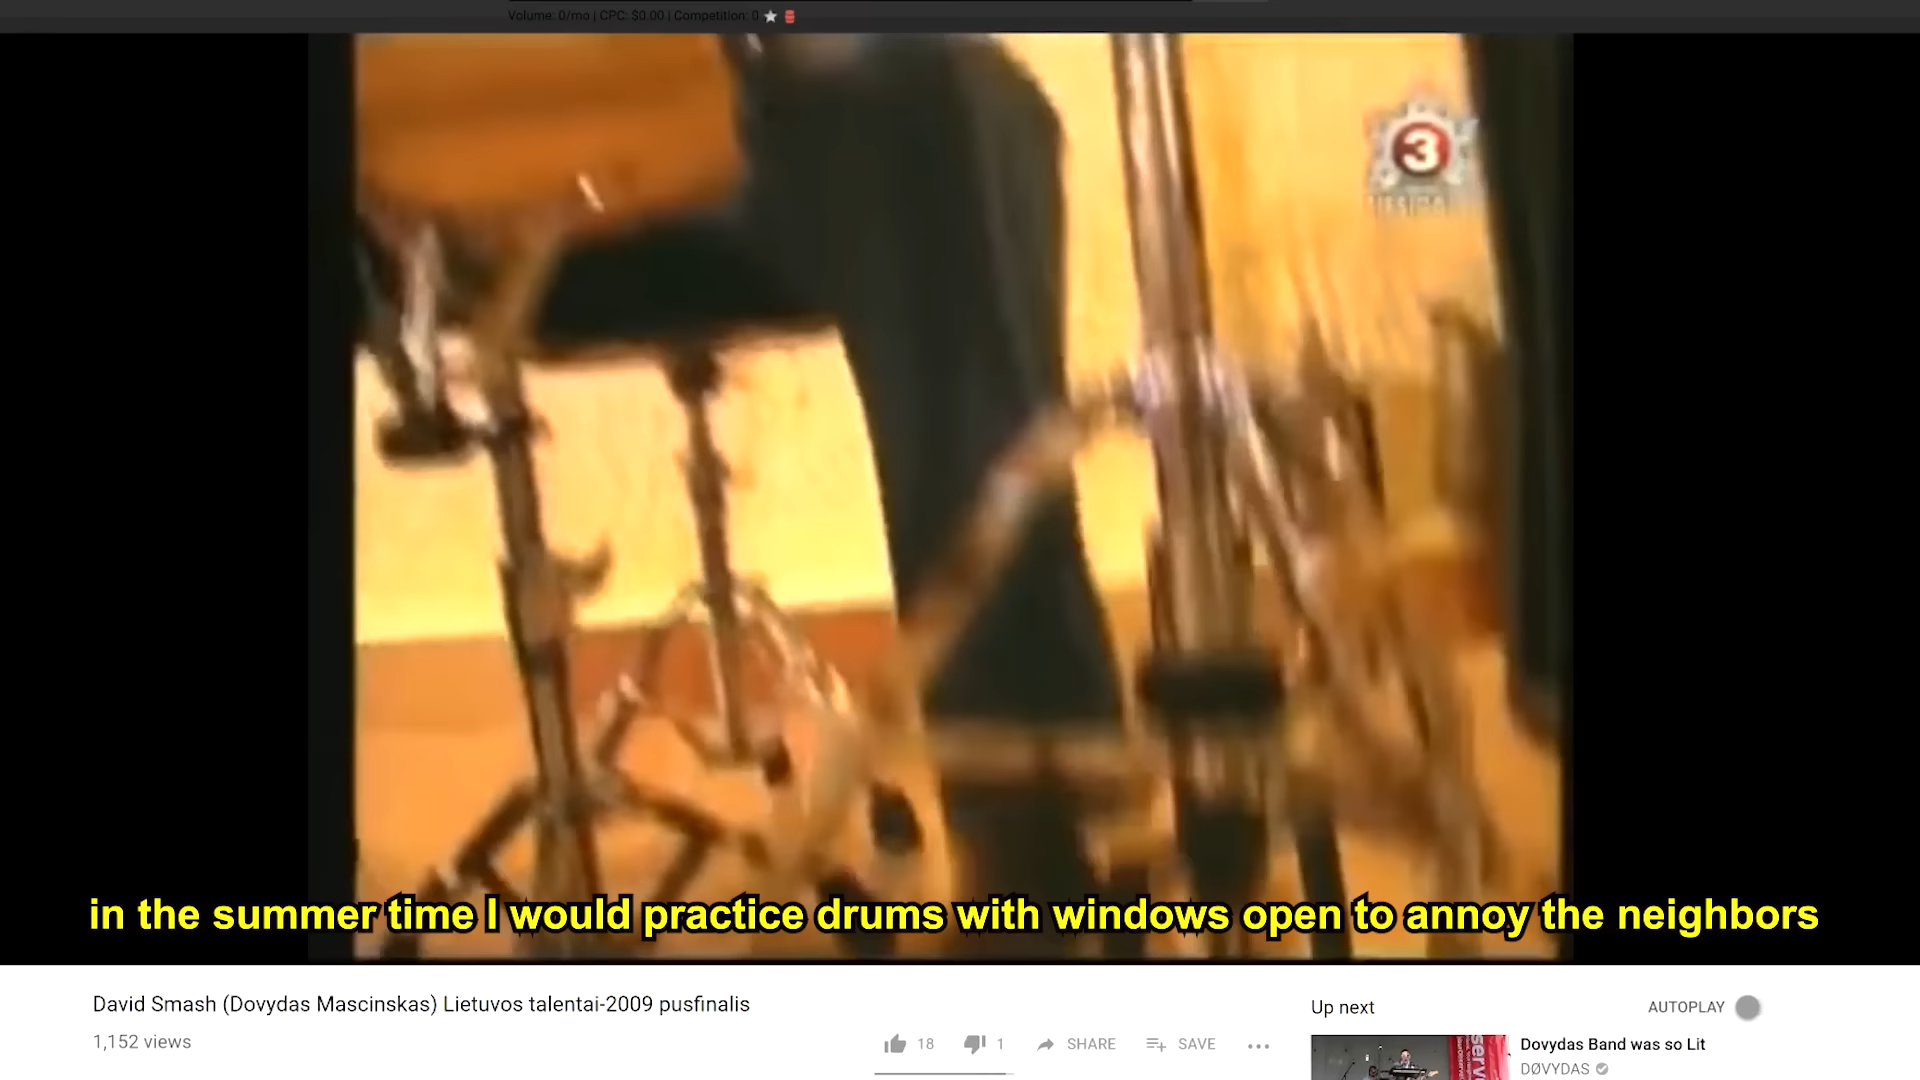 Volume: 0/mo | CPC: $0.00 | Competition: 0
3
in the summer time I would practice drums with windows open to annoy the neighbors
David Smash (Dovydas Mascinskas) Lietuvos talentai-2009 pusfinalis
1,152 views
18
1
SHARE
SAVE
Up next
AUTOPLAY
Dovydas Band was so Lit
DØVYDAS